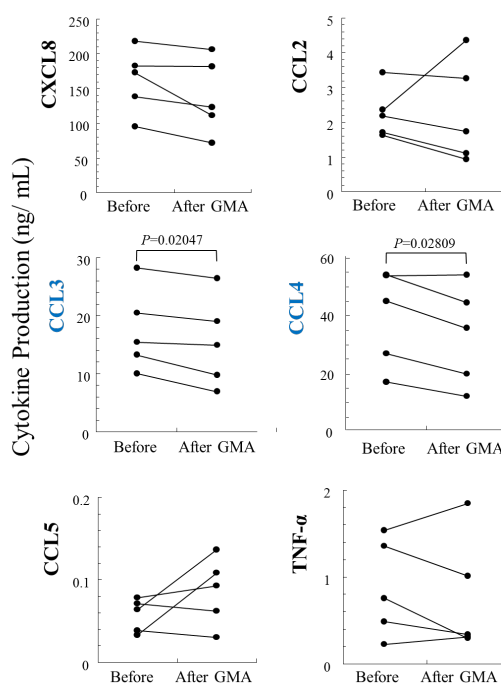 Cytokine Production (ng/ mL)
CXCL8
250
200
150
100
50
0
Before After GMA
CCL2
5
4
3
2
1
0
Before After GMA
P=0.02047
CCL3
30
20
10
0
Before After GMA
P=0.02809
CCL4
60
40
20
0
Before After GMA
CCL5
0.2
0.1
0
Before After GMA
TNF-α
2
1
0
Before After GMA